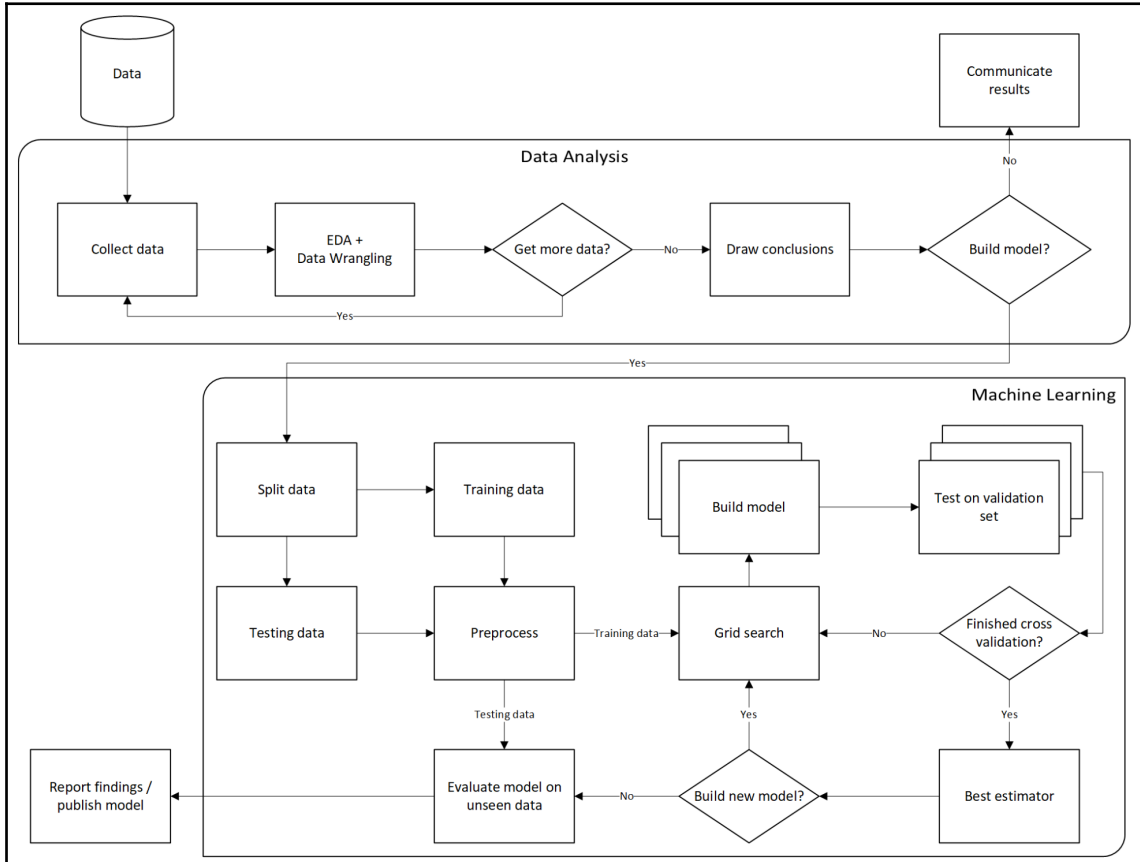 Data
Communicate
results
Data Analysis
No
Collect data
EDA +
Data Wrangling
Get more data?
No
Draw conclusions
Build model?
Yes
Yes
Machine Learning
Split data
Training data
Build model
Test on validation
set
Testing data
Preprocess
Training data
Grid search
No
Finished cross
validation?
Testing data
Yes
Yes
Report findings /
publish model
Evaluate model on
unseen data
No
Build new model?
Best estimator